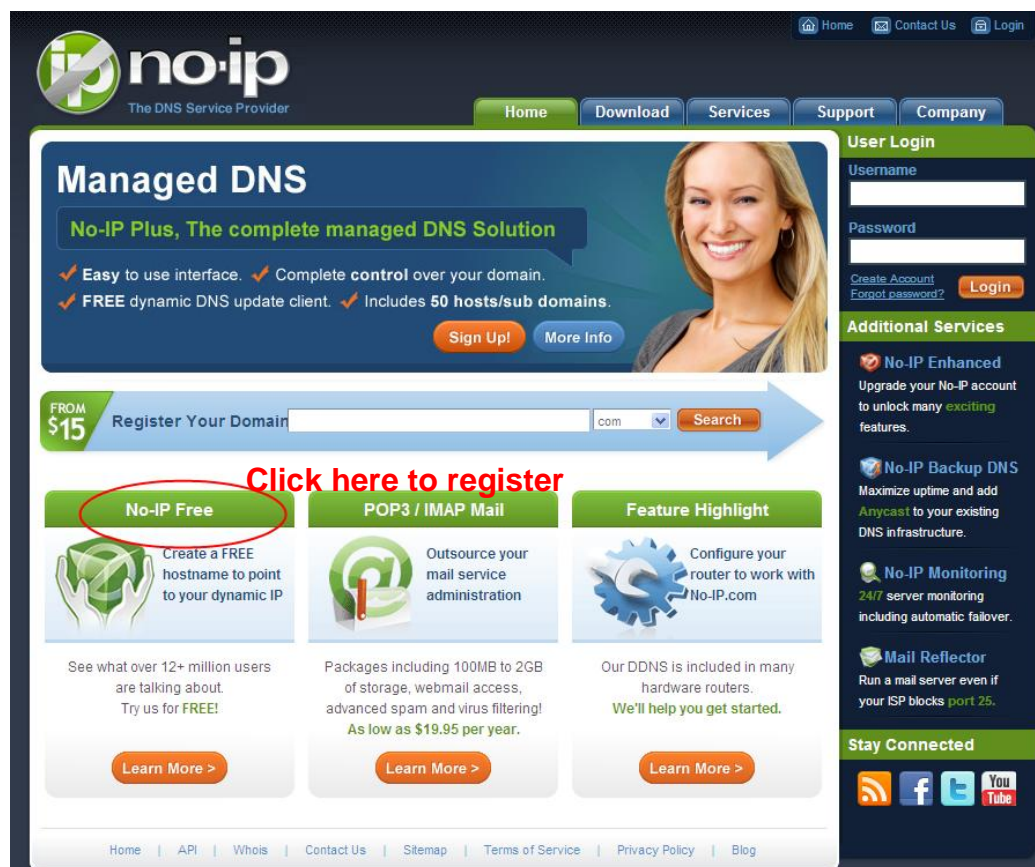 Home Contact Us Login
ip no·ip
The DNS Service Provider
Home Download Services Support Company
Managed DNS
No-IP Plus, The complete managed DNS Solution
Easy to use interface. Complete control over your domain.
FREE dynamic DNS update client. Includes 50 hosts/sub domains.
Sign Up! More Info
User Login
Username
Password
Create Account
Forgot password?
Login
FROM
$15
Register Your Domain
com
Search
Click here to register
No-IP Free
Create a FREE
hostname to point
to your dynamic IP
See what over 12+ million users
are talking about.
Try us for FREE!
Learn More >
POP3 / IMAP Mail
Outsource your
mail service
administration
Packages including 100MB to 2GB
of storage, webmail access,
advanced spam and virus filtering!
As low as $19.95 per year.
Learn More >
Feature Highlight
Configure your
router to work with
No-IP.com
Our DDNS is included in many
hardware routers.
We'll help you get started.
Learn More >
Additional Services
No-IP Enhanced
Upgrade your No-IP account
to unlock many exciting
features.
No-IP Backup DNS
Maximize uptime and add
Anycast to your existing
DNS infrastructure.
No-IP Monitoring
24/7 server monitoring
including automatic failover.
Mail Reflector
Run a mail server even if
your ISP blocks port 25.
Stay Connected
f t You
Tube
Home | API | Whois | Contact Us | Sitemap | Terms of Service | Privacy Policy | Blog